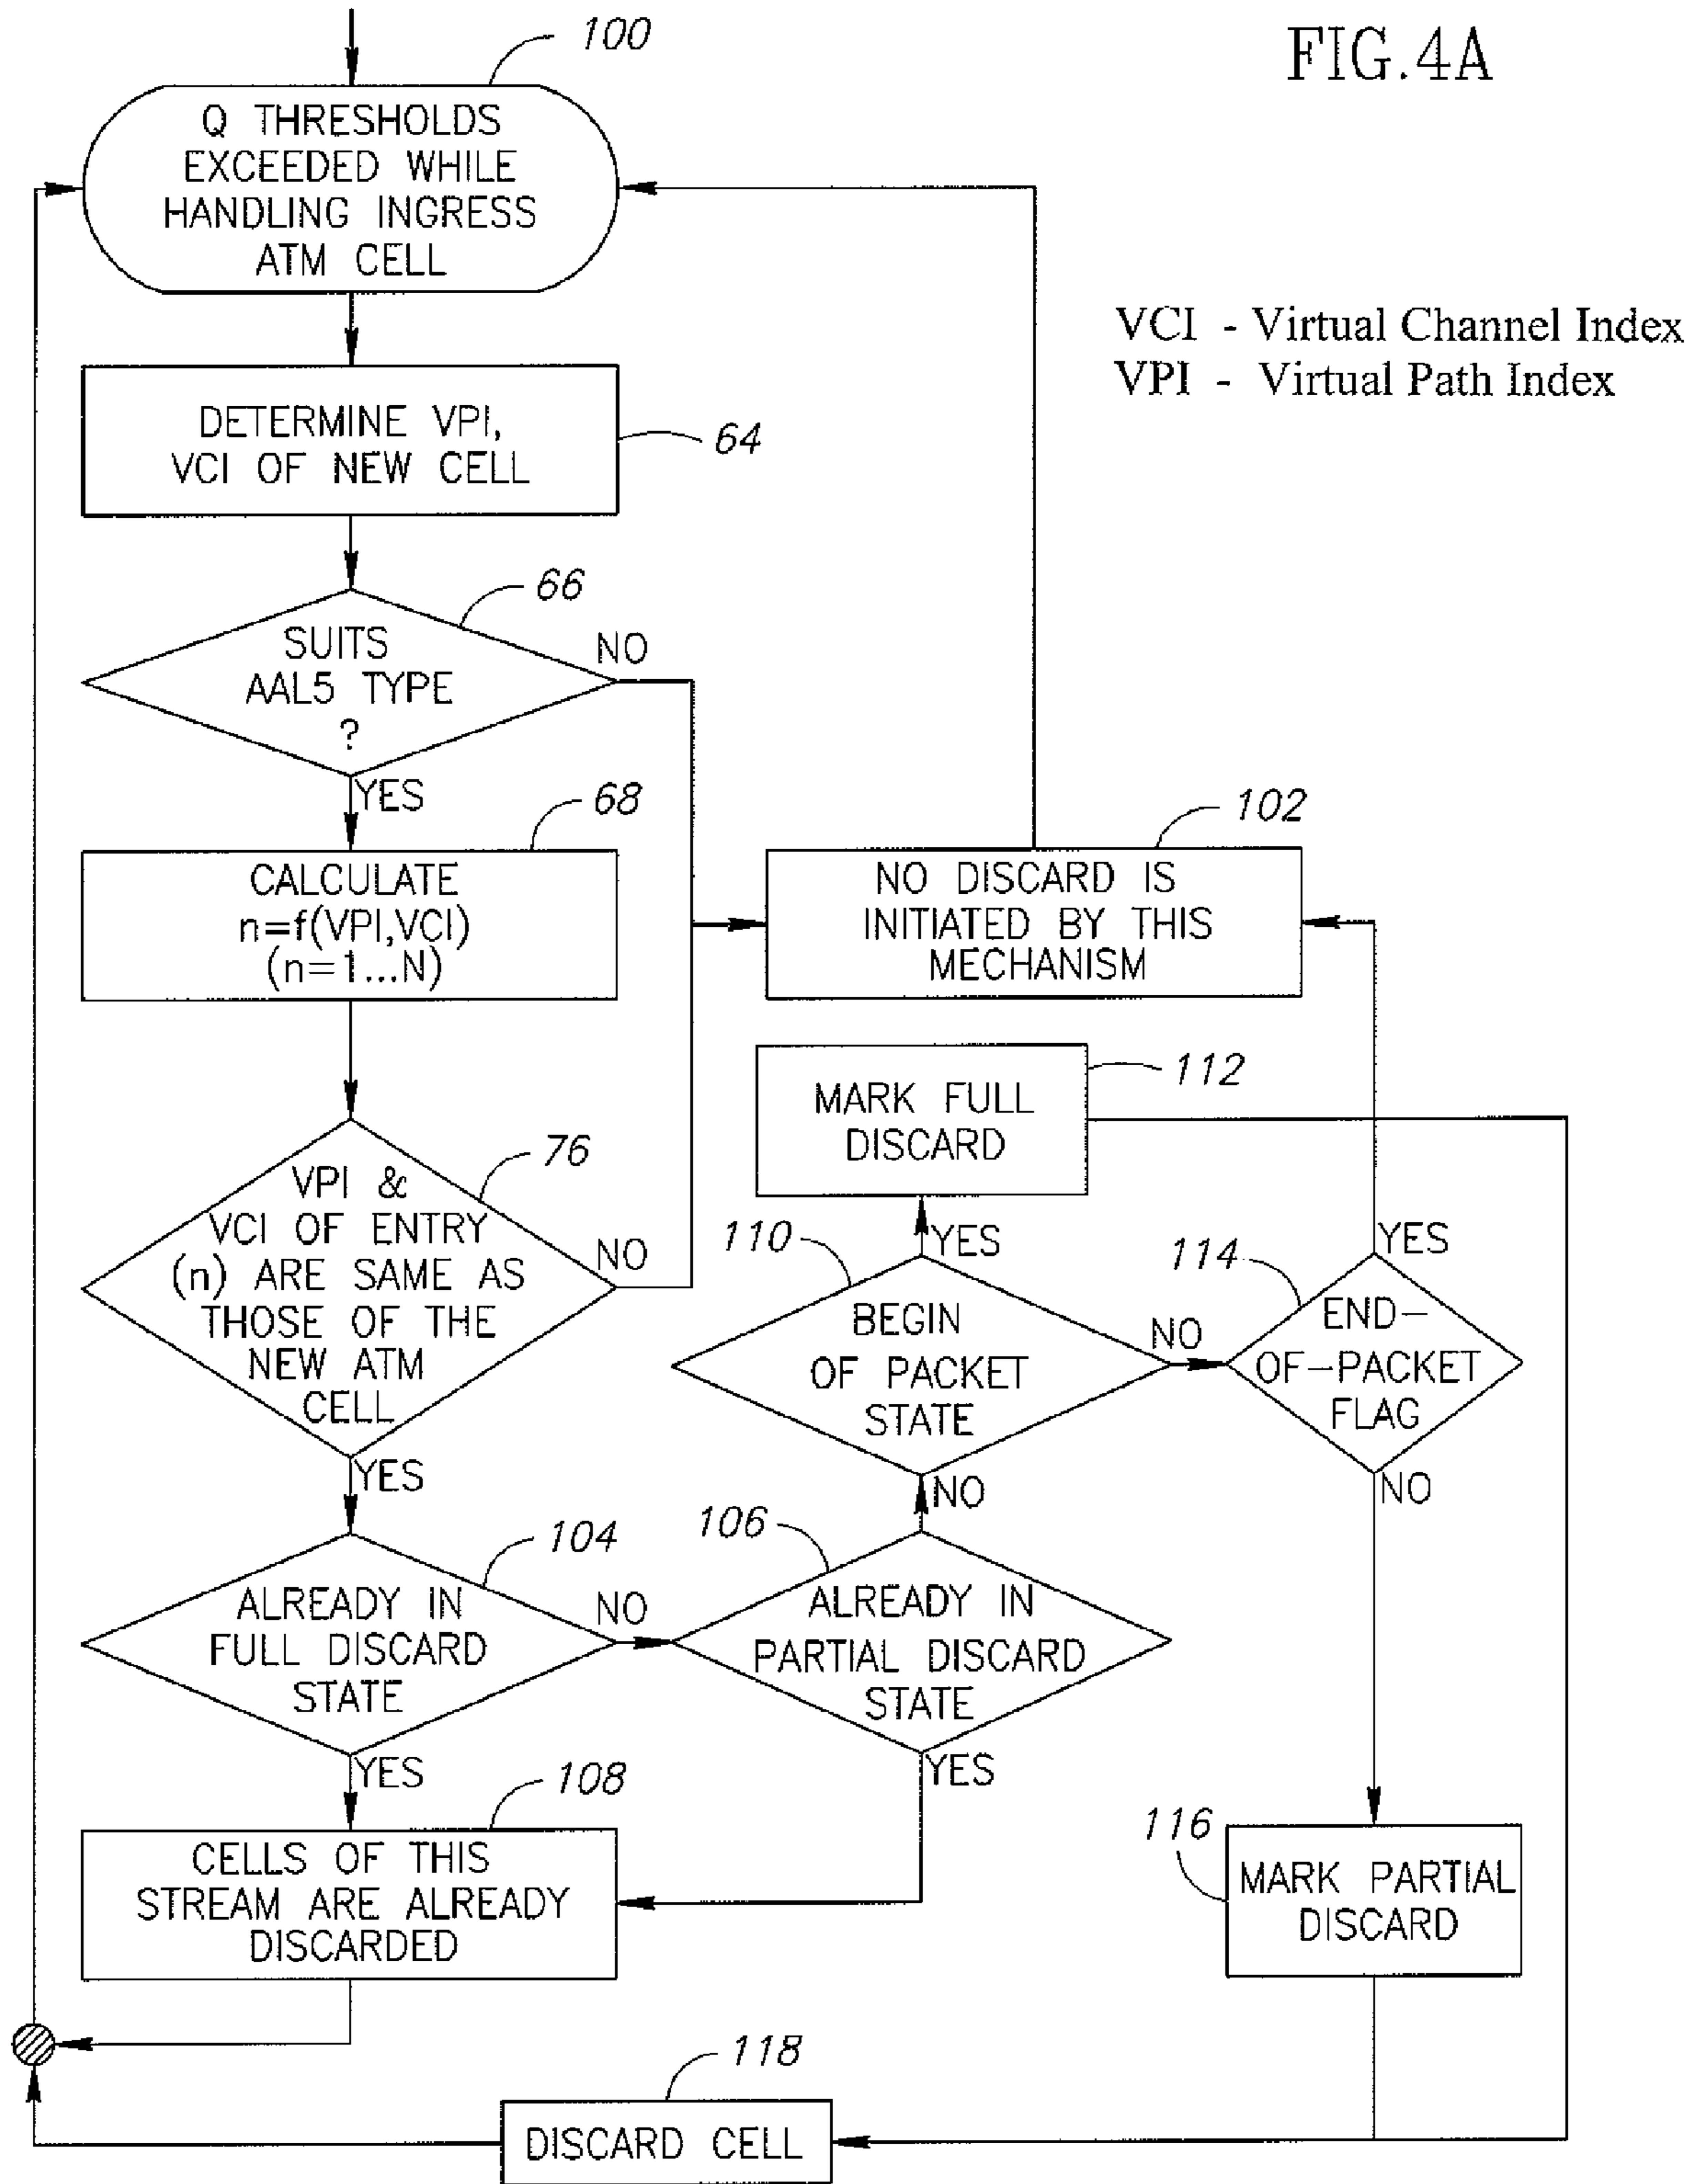 FIG.4A
100
Q THRESHOLDS
EXCEEDED WHILE
HANDLING INGRESS
ATM CELL
VCI - Virtual Channel Index
VPI - Virtual Path Index
DETERMINE VPI,
VCI OF NEW CELL
64
66
SUITS
AAL5 TYPE
?
NO
YES
68
CALCULATE
n=f(VPI,VCI)
(n=1...N)
102
NO DISCARD IS
INITIATED BY THIS
MECHANISM
112
MARK FULL
DISCARD
76
VPI &
VCI OF ENTRY
(n) ARE SAME AS
THOSE OF THE
NEW ATM
CELL
NO
YES
110
YES
BEGIN
OF PACKET
STATE
NO
NO
114
YES
END-
OF-PACKET
FLAG
NO
104
ALREADY IN
FULL DISCARD
STATE
NO
YES
106
ALREADY IN
PARTIAL DISCARD
STATE
YES
108
CELLS OF THIS
STREAM ARE ALREADY
DISCARDED
116
MARK PARTIAL
DISCARD
118
DISCARD CELL